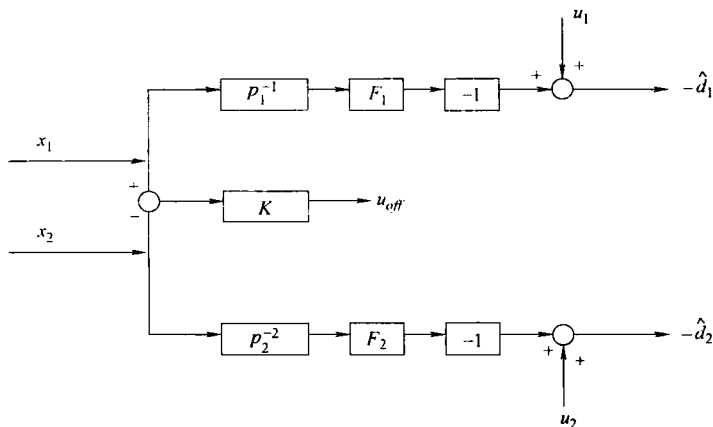 u₁
p₁⁻¹ F₁ −1 + + −d̂₁
x₁
+
− K u_off
x₂
p₂⁻² F₂ −1 + + −d̂₂
u₂